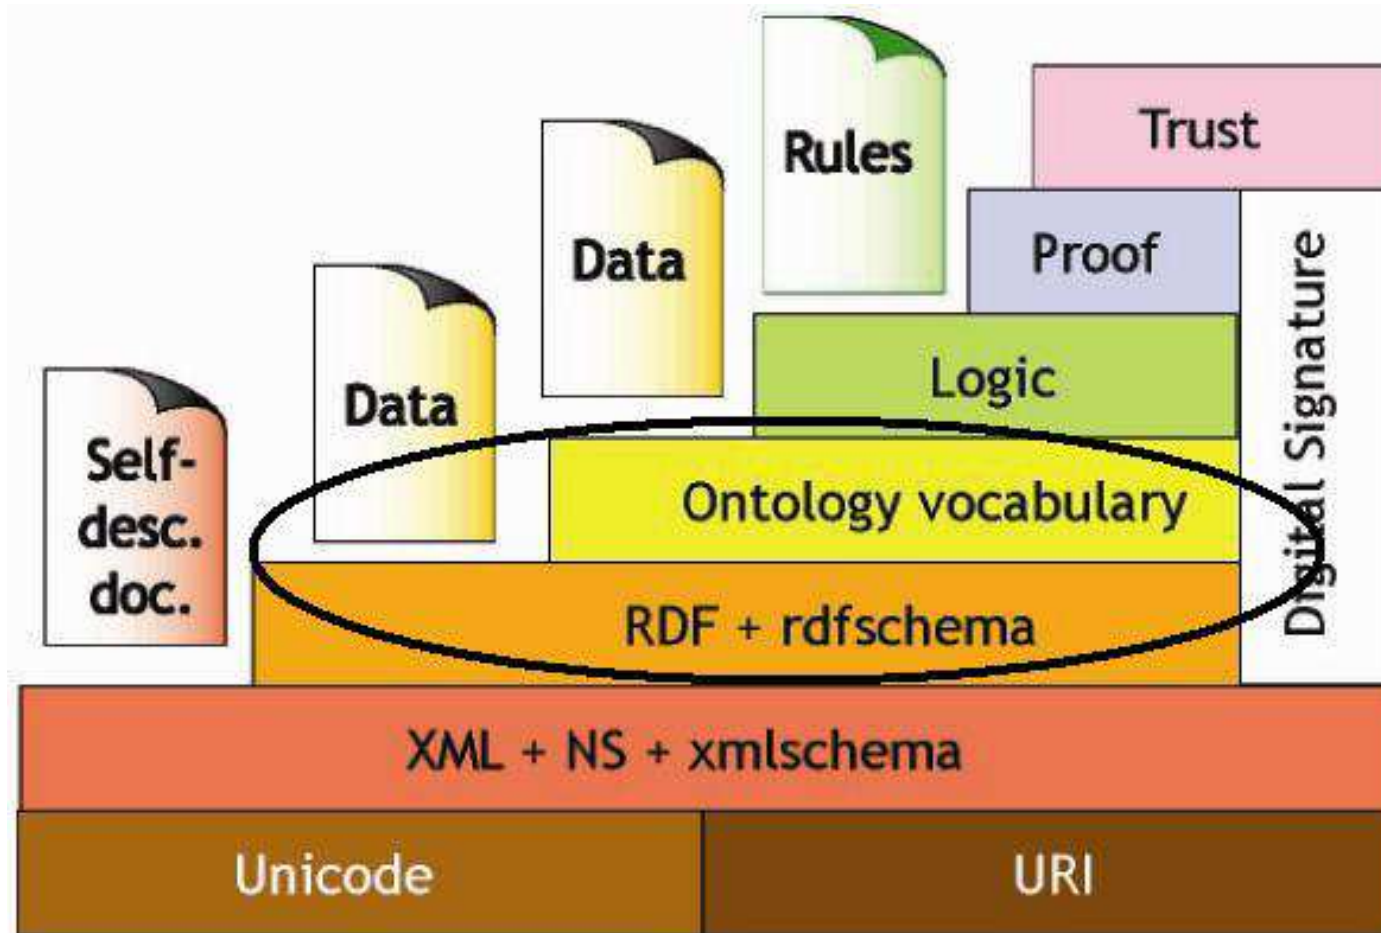 Trust
Rules
Proof
Data
Logic
Data
Digital Signature
Self-
desc.
doc.
Ontology vocabulary
RDF + rdfschema
XML + NS + xmlschema
Unicode
URI